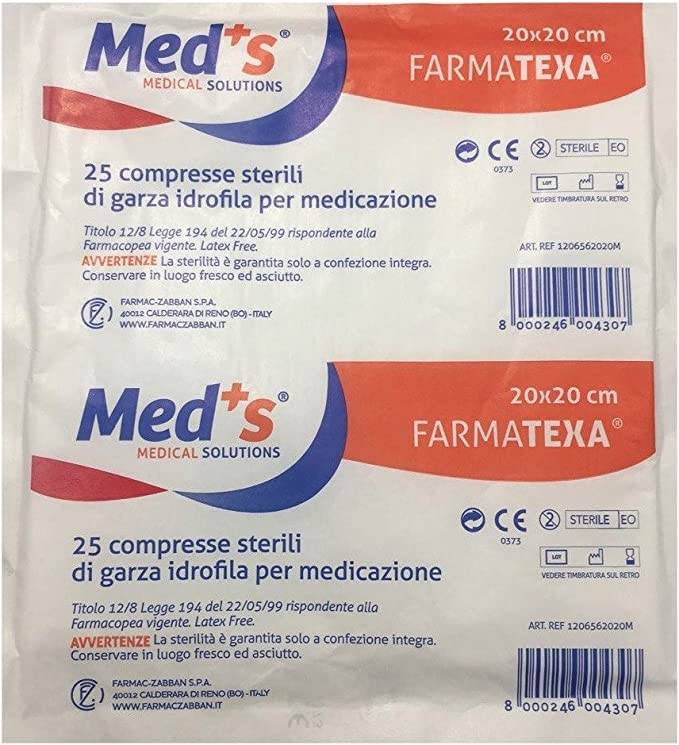 Med+s®
MEDICAL SOLUTIONS
20x20 cm
FARMATEXA®
25 compresse sterili
di garza idrofila per medicazione
Titolo 12/8 Legge 194 del 22/05/99 rispondente alla
Farmacopea vigente. Latex Free.
AVVERTENZE La sterilità è garantita solo a confezione integra.
Conservare in luogo fresco ed asciutto.
CE 2 STERILE EO
0373
LOT
VEDERE TIMBRATURA SUL RETRO
ART. REF 1206562020M
FZ
FARMAC-ZABBAN S.P.A.
40012 CALDERARA DI RENO (BO) - ITALY
WWW.FARMACZABBAN.IT
8 000246 004307
Med+s®
MEDICAL SOLUTIONS
20x20 cm
FARMATEXA®
25 compresse sterili
di garza idrofila per medicazione
Titolo 12/8 Legge 194 del 22/05/99 rispondente alla
Farmacopea vigente. Latex Free.
AVVERTENZE La sterilità è garantita solo a confezione integra.
Conservare in luogo fresco ed asciutto.
CE 2 STERILE EO
0373
LOT
VEDERE TIMBRATURA SUL RETRO
ART. REF 1206562020M
FZ
FARMAC-ZABBAN S.P.A.
40012 CALDERARA DI RENO (BO) - ITALY
WWW.FARMACZABBAN.IT
8 000246 004307